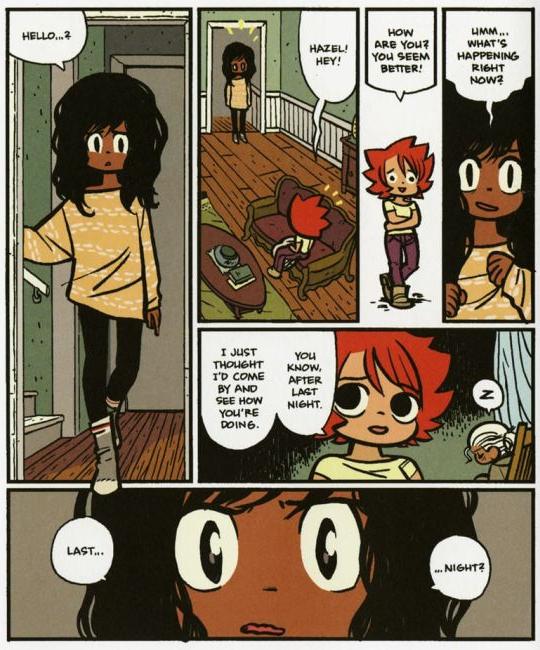 HELLO...?
HAZEL!
HEY!
HOW
ARE YOU?
YOU SEEM
BETTER!
UMM...
WHAT'S
HAPPENING
RIGHT
NOW?
I JUST
THOUGHT
I'D COME
BY AND
SEE HOW
YOU'RE
DOING.
YOU
KNOW,
AFTER
LAST
NIGHT.
Z
LAST...
...NIGHT?